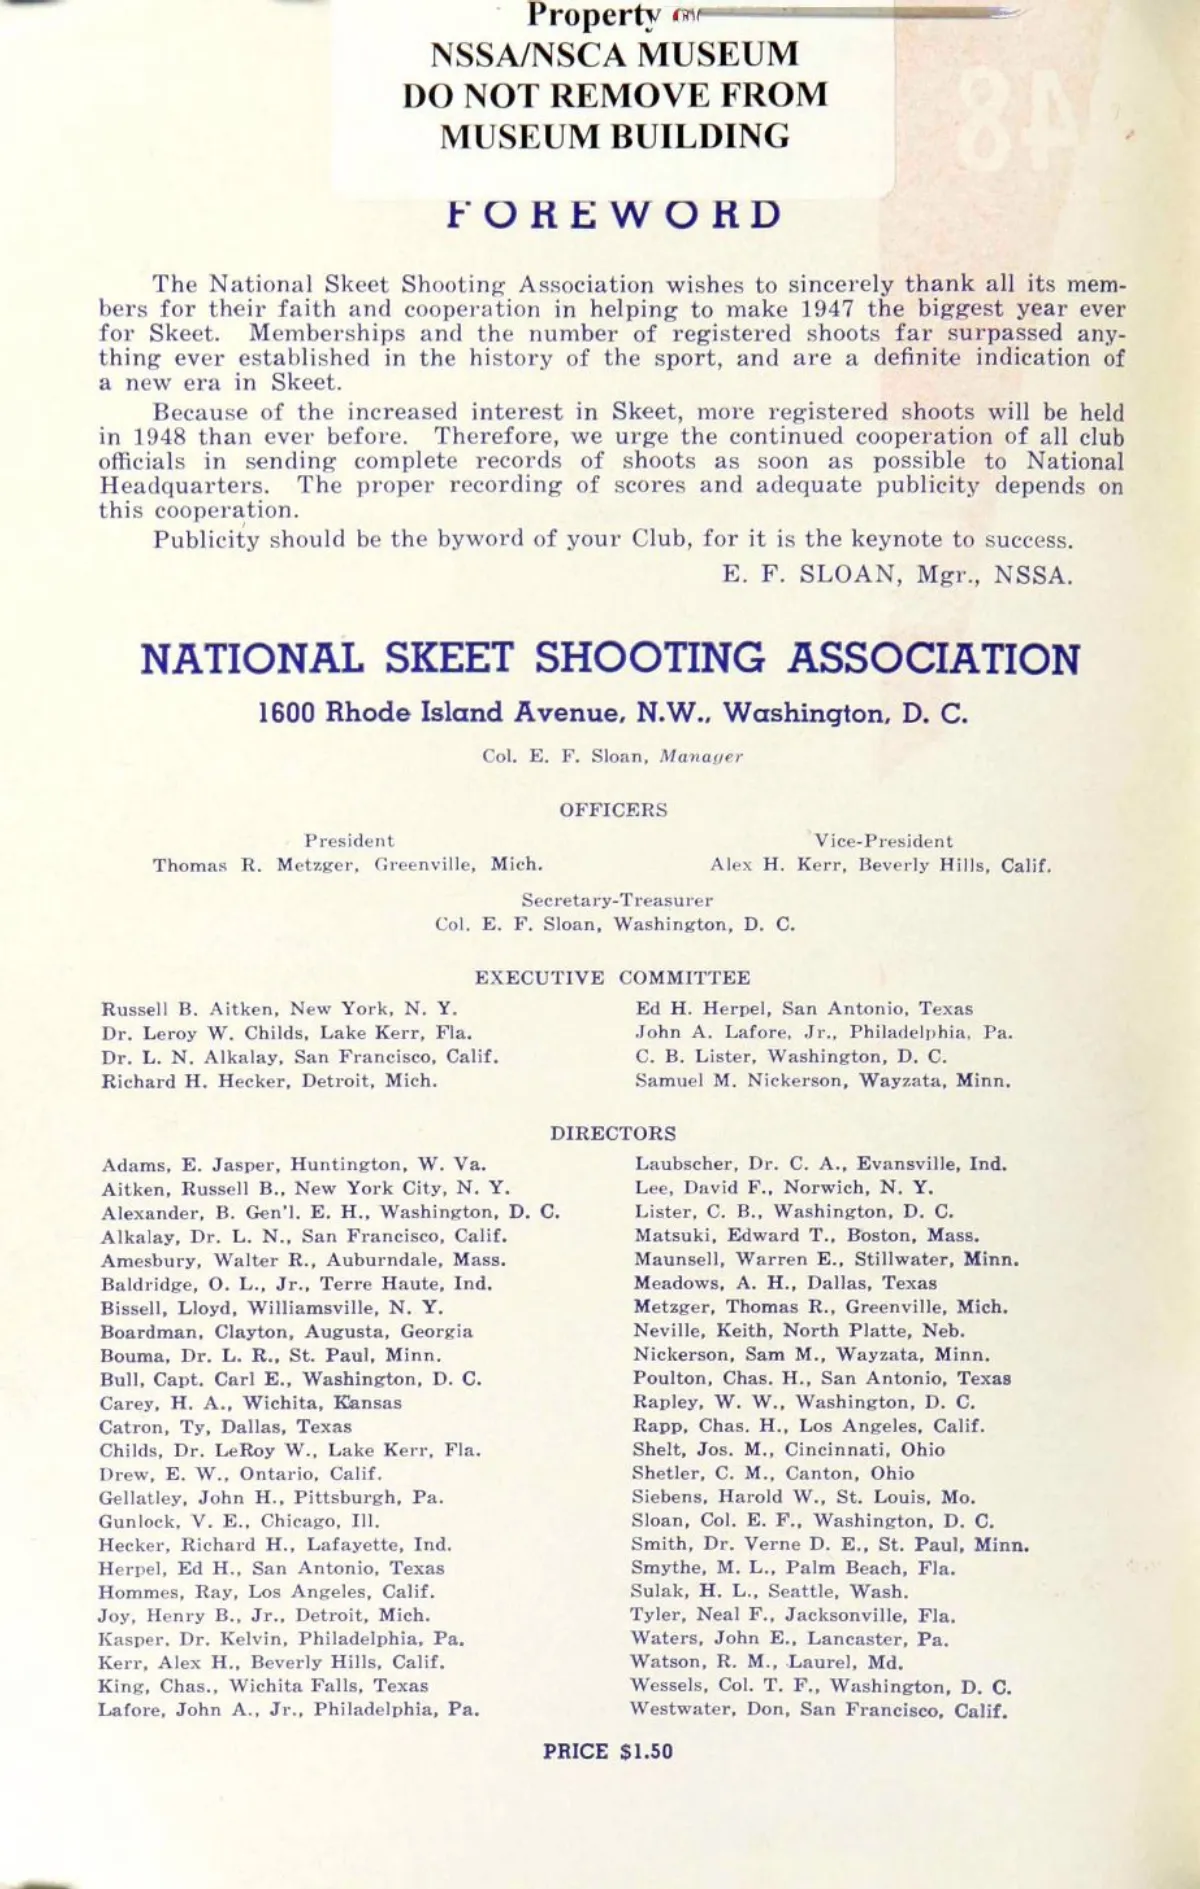 Property
NSSA/NSCA MUSEUM
DO NOT REMOVE FROM
MUSEUM BUILDING
48
FOREWORD
The National Skeet Shooting Association wishes to sincerely thank all its mem-
bers for their faith and cooperation in helping to make 1947 the biggest year ever
for Skeet. Memberships and the number of registered shoots far surpassed any-
thing ever established in the history of the sport, and are a definite indication of
a new era in Skeet.
Because of the increased interest in Skeet, more registered shoots will be held
in 1948 than ever before. Therefore, we urge the continued cooperation of all club
officials in sending complete records of shoots as soon as possible to National
Headquarters. The proper recording of scores and adequate publicity depends on
this cooperation.
Publicity should be the byword of your Club, for it is the keynote to success.
E. F. SLOAN, Mgr., NSSA.
NATIONAL SKEET SHOOTING ASSOCIATION
1600 Rhode Island Avenue, N.W., Washington, D. C.
Col. E. F. Sloan, Manager
OFFICERS
President
Thomas R. Metzger, Greenville, Mich.
Vice-President
Alex H. Kerr, Beverly Hills, Calif.
Secretary-Treasurer
Col. E. F. Sloan, Washington, D. C.
EXECUTIVE COMMITTEE
Russell B. Aitken, New York, N. Y.
Dr. Leroy W. Childs, Lake Kerr, Fla.
Dr. L. N. Alkalay, San Francisco, Calif.
Richard H. Hecker, Detroit, Mich.
Ed H. Herpel, San Antonio, Texas
John A. Lafore, Jr., Philadelphia, Pa.
C. B. Lister, Washington, D. C.
Samuel M. Nickerson, Wayzata, Minn.
DIRECTORS
Adams, E. Jasper, Huntington, W. Va.
Aitken, Russell B., New York City, N. Y.
Alexander, B. Gen'l. E. H., Washington, D. C.
Alkalay, Dr. L. N., San Francisco, Calif.
Amesbury, Walter R., Auburndale, Mass.
Baldridge, O. L., Jr., Terre Haute, Ind.
Bissell, Lloyd, Williamsville, N. Y.
Boardman, Clayton, Augusta, Georgia
Bouma, Dr. L. R., St. Paul, Minn.
Bull, Capt. Carl E., Washington, D. C.
Carey, H. A., Wichita, Kansas
Catron, Ty, Dallas, Texas
Childs, Dr. LeRoy W., Lake Kerr, Fla.
Drew, E. W., Ontario, Calif.
Gellatley, John H., Pittsburgh, Pa.
Gunlock, V. E., Chicago, Ill.
Hecker, Richard H., Lafayette, Ind.
Herpel, Ed H., San Antonio, Texas
Hommes, Ray, Los Angeles, Calif.
Joy, Henry B., Jr., Detroit, Mich.
Kasper, Dr. Kelvin, Philadelphia, Pa.
Kerr, Alex H., Beverly Hills, Calif.
King, Chas., Wichita Falls, Texas
Lafore, John A., Jr., Philadelphia, Pa.
Laubscher, Dr. C. A., Evansville, Ind.
Lee, David F., Norwich, N. Y.
Lister, C. B., Washington, D. C.
Matsuki, Edward T., Boston, Mass.
Maunsell, Warren E., Stillwater, Minn.
Meadows, A. H., Dallas, Texas
Metzger, Thomas R., Greenville, Mich.
Neville, Keith, North Platte, Neb.
Nickerson, Sam M., Wayzata, Minn.
Poulton, Chas. H., San Antonio, Texas
Rapley, W. W., Washington, D. C.
Rapp, Chas. H., Los Angeles, Calif.
Shelt, Jos. M., Cincinnati, Ohio
Shetler, C. M., Canton, Ohio
Siebens, Harold W., St. Louis, Mo.
Sloan, Col. E. F., Washington, D. C.
Smith, Dr. Verne D. E., St. Paul, Minn.
Smythe, M. L., Palm Beach, Fla.
Sulak, H. L., Seattle, Wash.
Tyler, Neal F., Jacksonville, Fla.
Waters, John E., Lancaster, Pa.
Watson, R. M., Laurel, Md.
Wessels, Col. T. F., Washington, D. C.
Westwater, Don, San Francisco, Calif.
PRICE $1.50